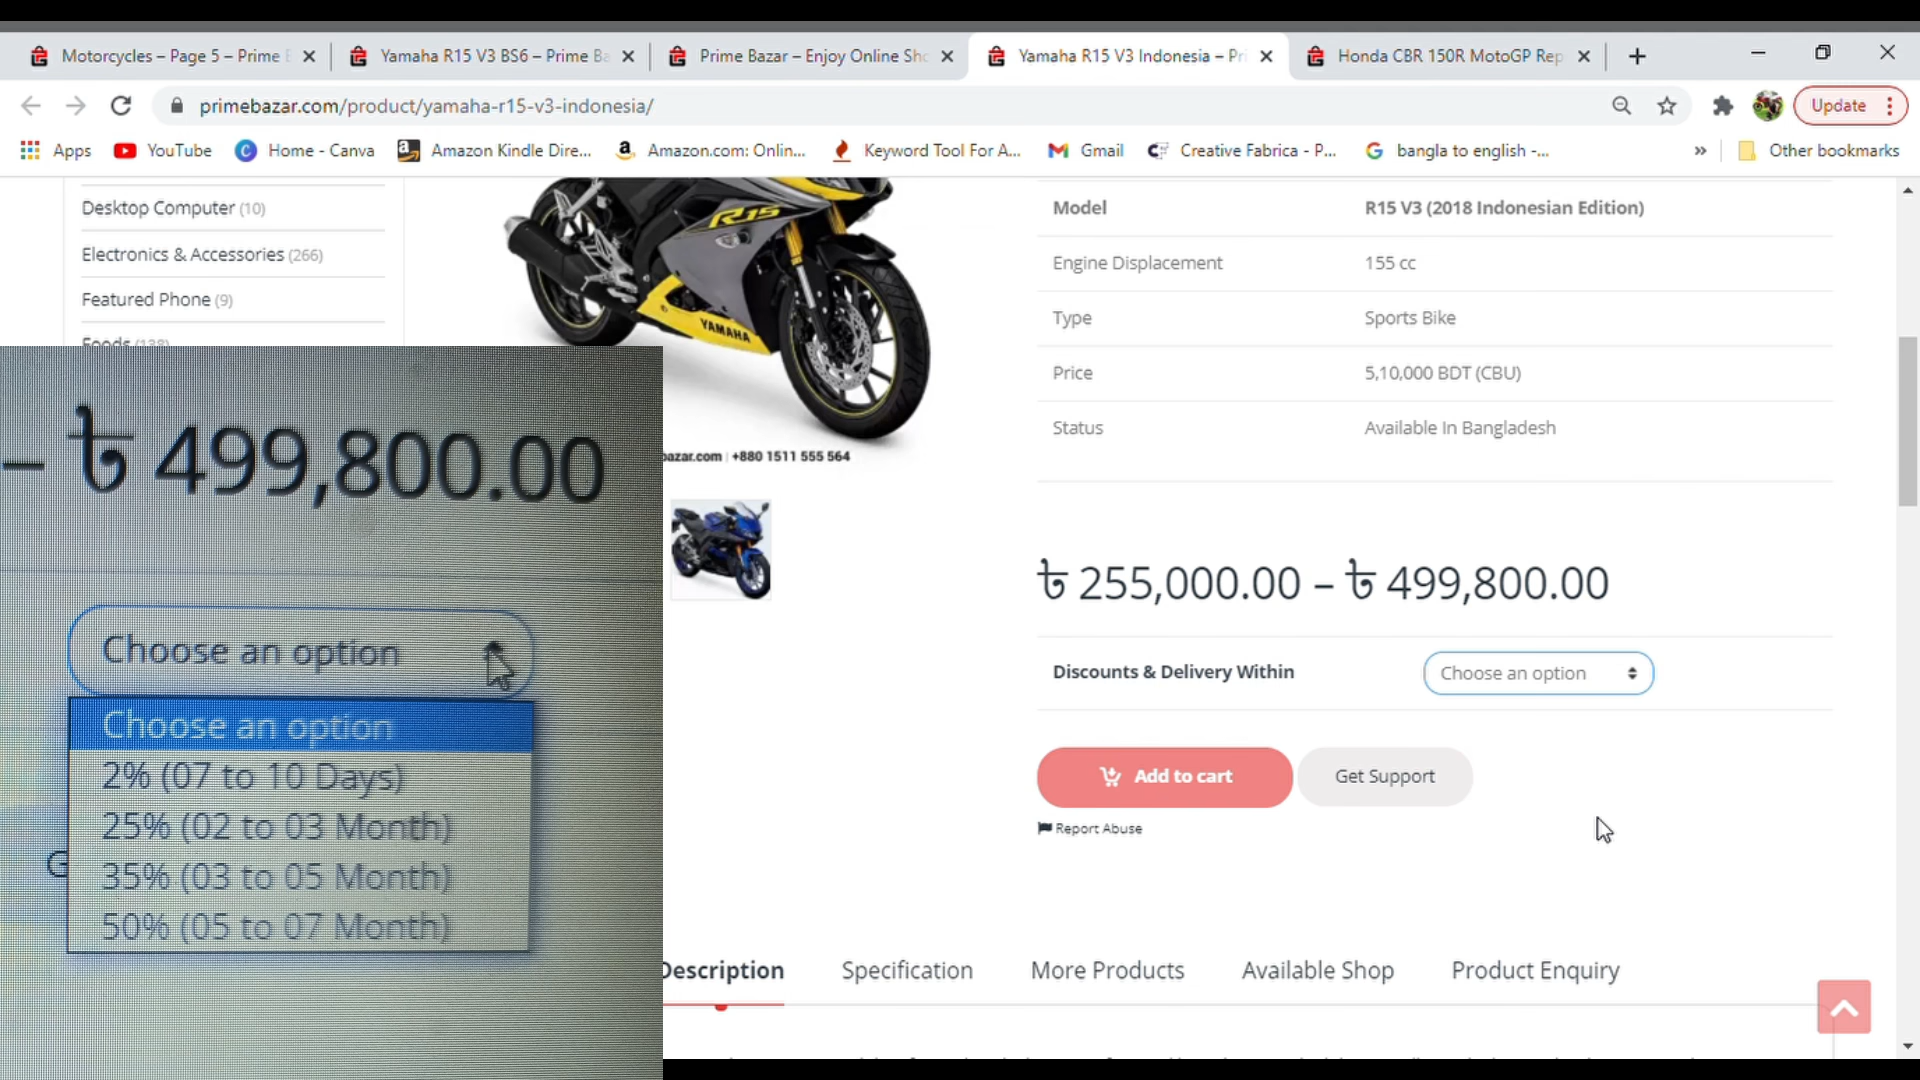 Motorcycles – Page 5 – Prime
Yamaha R15 V3 BS6 – Prime Ba
Prime Bazar – Enjoy Online Sho
Yamaha R15 V3 Indonesia – Pri
Honda CBR 150R MotoGP Rep
primebazar.com/product/yamaha-r15-v3-indonesia/
Update
Apps
YouTube
Home - Canva
Amazon Kindle Dire...
Amazon.com: Onlin...
Keyword Tool For A...
Gmail
Creative Fabrica - P...
bangla to english -...
Other bookmarks
Desktop Computer (10)
Electronics & Accessories (266)
Featured Phone (9)
Foods (138)
R15
YAMAHA
bazar.com | +880 1511 555 564
Model R15 V3 (2018 Indonesian Edition)
Engine Displacement 155 cc
Type Sports Bike
Price 5,10,000 BDT (CBU)
Status Available In Bangladesh
৳ 255,000.00 – ৳ 499,800.00
Discounts & Delivery Within Choose an option
Add to cart
Get Support
Report Abuse
– ৳ 499,800.00
Choose an option
Choose an option
2% (07 to 10 Days)
25% (02 to 03 Month)
35% (03 to 05 Month)
50% (05 to 07 Month)
G
Description
Specification
More Products
Available Shop
Product Enquiry